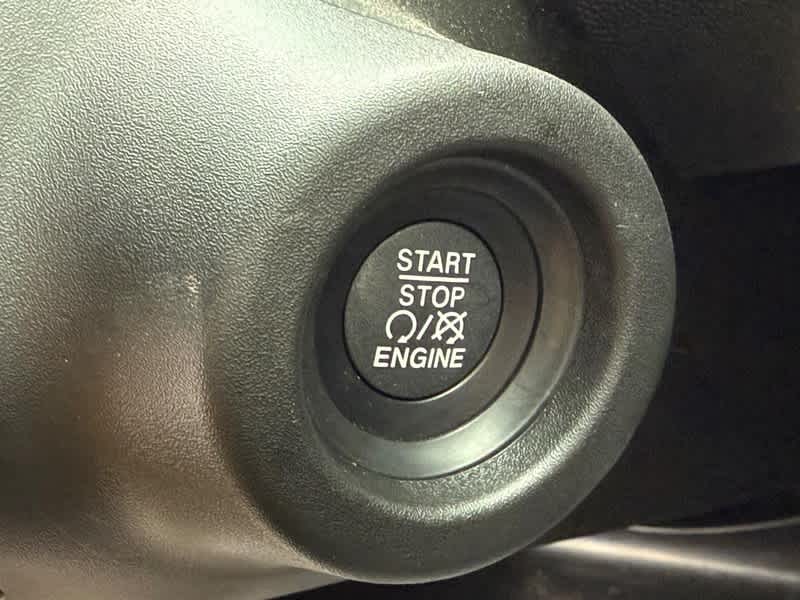 START
STOP
/
ENGINE